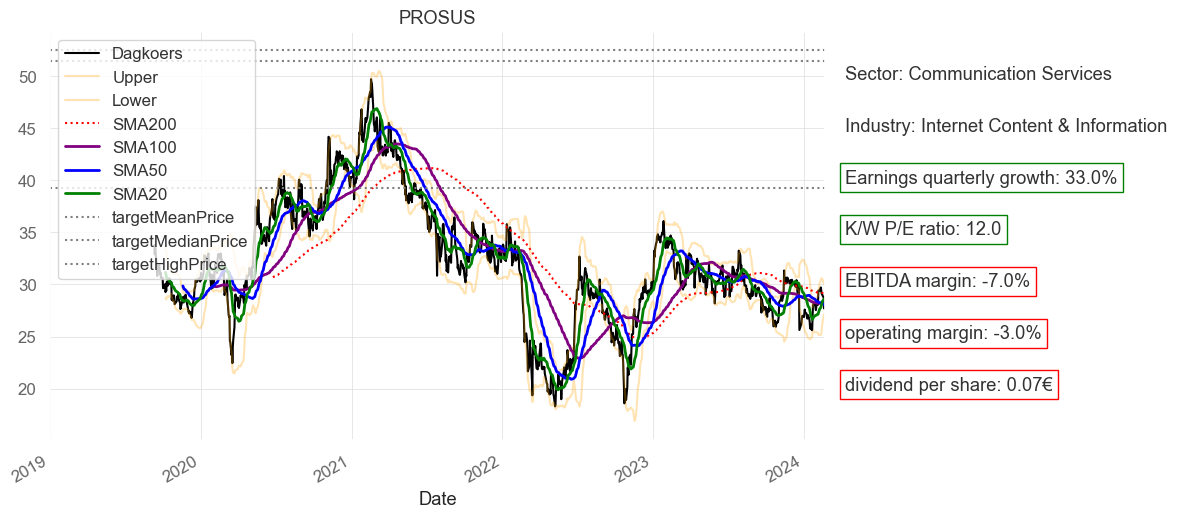 PROSUS
Dagkoers
Upper
Lower
SMA200
SMA100
SMA50
SMA20
targetMeanPrice
targetMedianPrice
targetHighPrice
50
45
40
35
30
25
20
2019
2020
2021
2022
2023
2024
Date
Sector: Communication Services
Industry: Internet Content & Information
Earnings quarterly growth: 33.0%
K/W P/E ratio: 12.0
EBITDA margin: -7.0%
operating margin: -3.0%
dividend per share: 0.07€